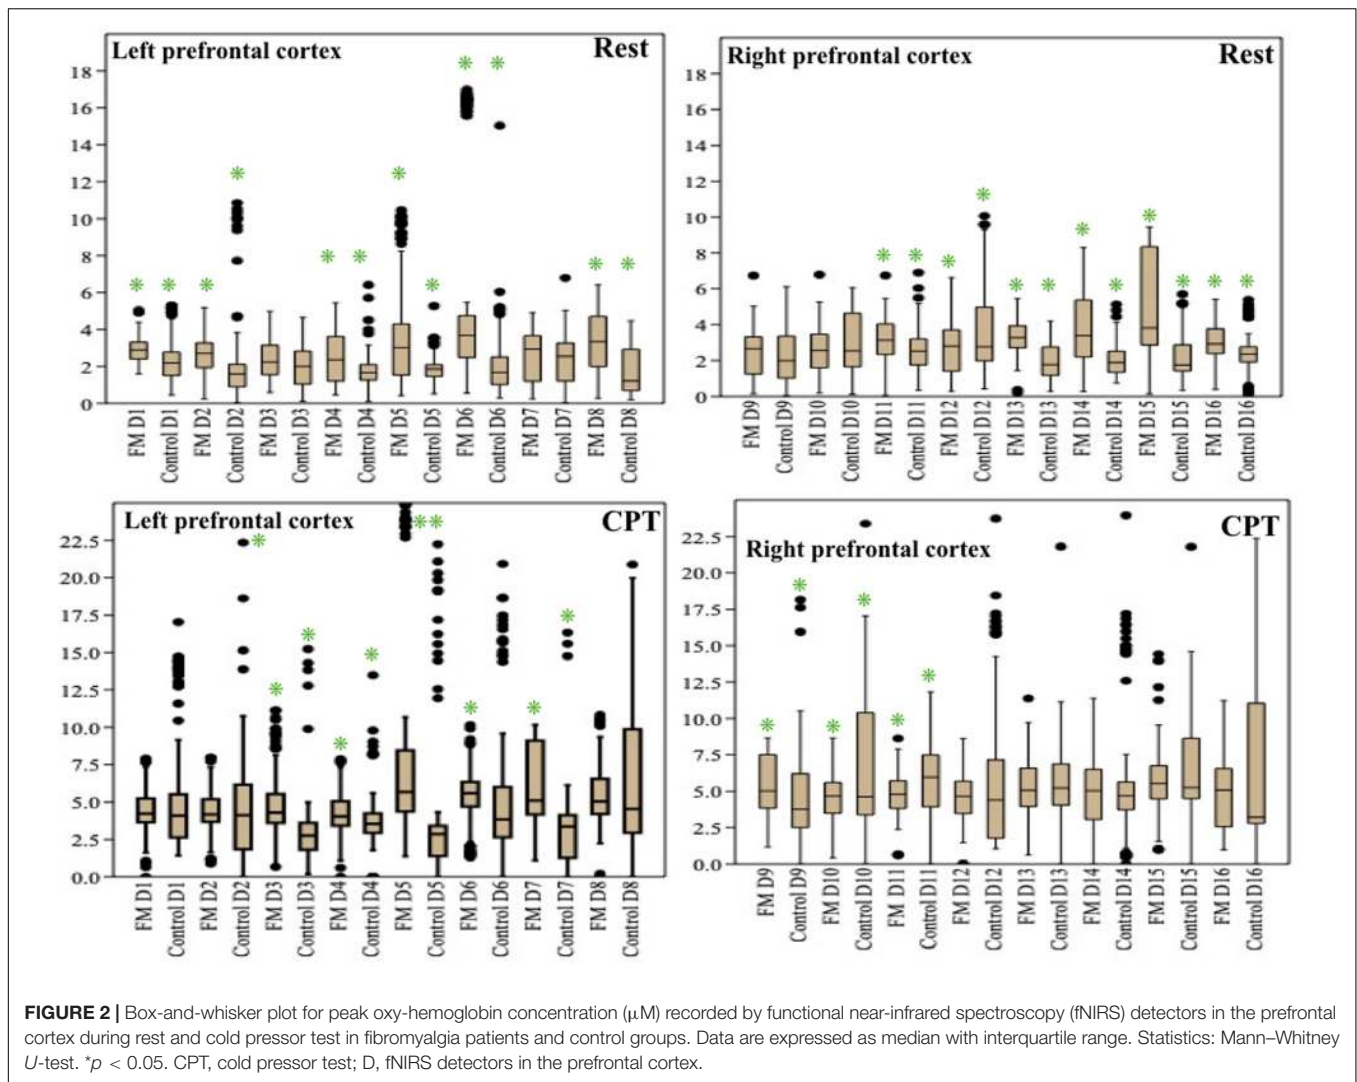 Left prefrontal cortex Rest
18
16
14
12
10
8
6
4
2
0
FM D1
Control D1
FM D2
Control D2
FM D3
Control D3
FM D4
Control D4
FM D5
Control D5
FM D6
Control D6
FM D7
Control D7
FM D8
Control D8
Right prefrontal cortex Rest
18
16
14
12
10
8
6
4
2
0
FM D9
Control D9
FM D10
Control D10
FM D11
Control D11
FM D12
Control D12
FM D13
Control D13
FM D14
Control D14
FM D15
Control D15
FM D16
Control D16
Left prefrontal cortex CPT
22.5
20.0
17.5
15.0
12.5
10.0
7.5
5.0
2.5
0.0
FM D1
Control D1
FM D2
Control D2
FM D3
Control D3
FM D4
Control D4
FM D5
Control D5
FM D6
Control D6
FM D7
Control D7
FM D8
Control D8
CPT
Right prefrontal cortex
22.5
20.0
17.5
15.0
12.5
10.0
7.5
5.0
2.5
0.0
FM D9
Control D9
FM D10
Control D10
FM D11
Control D11
FM D12
Control D12
FM D13
Control D13
FM D14
Control D14
FM D15
Control D15
FM D16
Control D16
FIGURE 2 | Box-and-whisker plot for peak oxy-hemoglobin concentration (μM) recorded by functional near-infrared spectroscopy (fNIRS) detectors in the prefrontal
cortex during rest and cold pressor test in fibromyalgia patients and control groups. Data are expressed as median with interquartile range. Statistics: Mann–Whitney
U-test. *p < 0.05. CPT, cold pressor test; D, fNIRS detectors in the prefrontal cortex.